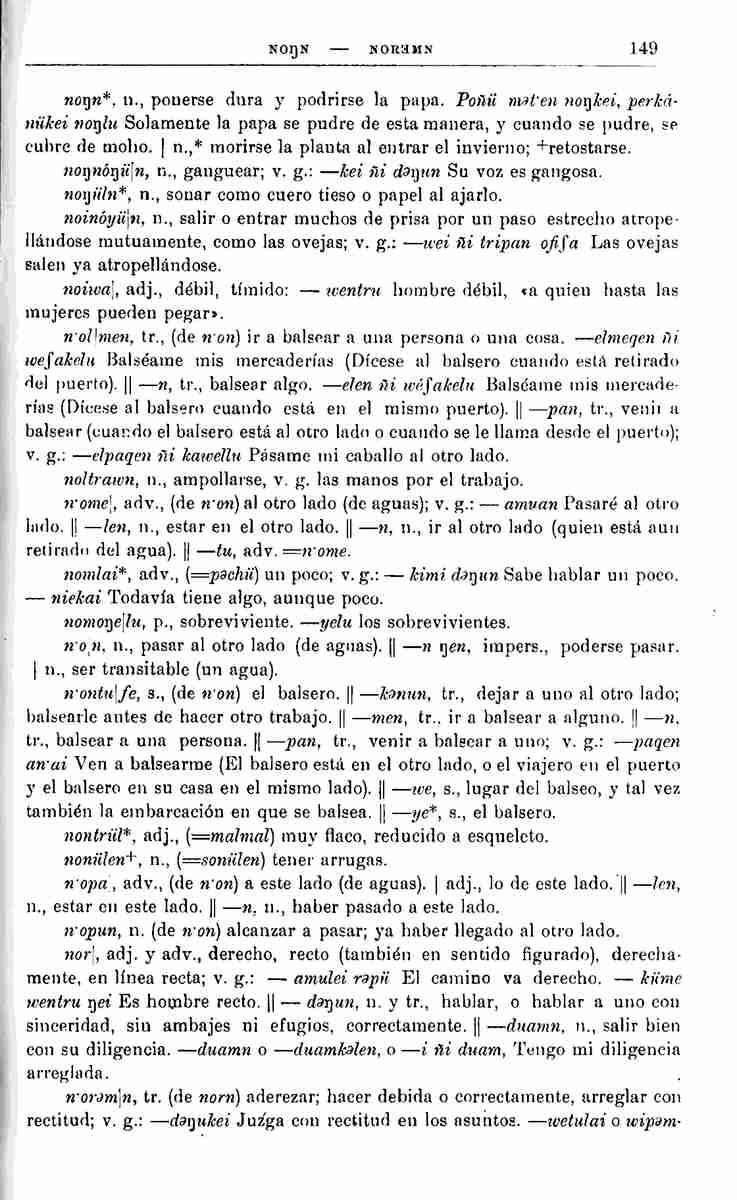 NOŊN — NORƏMN 149
noŋn*, n., ponerse dura y podrirse la papa. Poñü mət·en noŋkei, perká-
nükei noŋlu Solamente la papa se pudre de esta manera, y cuando se pudre, se
cubre de moho. | n.,* morirse la planta al entrar el invierno; +retostarse.
noŋnóŋü|n, n., ganguear; v. g.: —kei ñi dəŋun Su voz es gangosa.
noŋüln*, n., sonar como cuero tieso o papel al ajarlo.
noinóyü|n, n., salir o entrar muchos de prisa por un paso estrecho atrope-
llándose mutuamente, como las ovejas; v. g.: —wei ñi tripan ofiʃa Las ovejas
salen ya atropellándose.
noiwa|, adj., débil, tímido: — wentru hombre débil, «a quien hasta las
mujeres pueden pegar».
n·ol|men, tr., (de n·on) ir a balsear a una persona o una cosa. —elmeqen ñi
weʃakelu Balséame mis mercaderías (Dícese al balsero cuando está retirado
del puerto). || —n, tr., balsear algo. —elen ñi wéʃakelu Balséame mis mercade-
rías (Dícese al balsero cuando está en el mismo puerto). || —pan, tr., venir a
balsear (cuando el balsero está al otro lado o cuando se le llama desde el puerto);
v. g.: —elpaqen ñi kawellu Pásame mi caballo al otro lado.
noltrawn, n., ampollarse, v. g. las manos por el trabajo.
n·ome|, adv., (de n·on) al otro lado (de aguas); v. g.: — amuan Pasaré al otro
lado. || —len, n., estar en el otro lado. || —n, n., ir al otro lado (quien está aun
retirado del agua). || —tu, adv. =n·ome.
nomlai*, adv., (=pəchü) un poco; v. g.: — kimi dəŋun Sabe hablar un poco.
— niekai Todavía tiene algo, aunque poco.
nomoŋe|lu, p., sobreviviente. —yelu los sobrevivientes.
n·o|n, n., pasar al otro lado (de aguas). || —n ŋen, impers., poderse pasar.
| n., ser transitable (un agua).
n·ontu|fe, s., (de n·on) el balsero. || —kənun, tr., dejar a uno al otro lado;
balsearle antes de hacer otro trabajo. || —men, tr., ir a balsear a alguno. || —n,
tr., balsear a una persona. || —pan, tr., venir a balsear a uno; v. g.: —paqen
an·ai Ven a balsearme (El balsero está en el otro lado, o el viajero en el puerto
y el balsero en su casa en el mismo lado). || —we, s., lugar del balseo, y tal vez
también la embarcación en que se balsea. || —ye*, s., el balsero.
nontrül*, adj., (=malmal) muy flaco, reducido a esqueleto.
nonülen+, n., (=sonülen) tener arrugas.
n·opa|, adv., (de n·on) a este lado (de aguas). | adj., lo de este lado. || —len,
n., estar en este lado. || —n, n., haber pasado a este lado.
n·opun, n. (de n·on) alcanzar a pasar; ya haber llegado al otro lado.
nor|, adj. y adv., derecho, recto (también en sentido figurado), derecha-
mente, en línea recta; v. g.: — amulei rəpü El camino va derecho. — küme
wentru ŋei Es hombre recto. || — dəŋun, n. y tr., hablar, o hablar a uno con
sinceridad, sin ambajes ni efugios, correctamente. || —duamn, n., salir bien
con su diligencia. —duamn o —duamkəlen, o —i ñi duam, Tengo mi diligencia
arreglada.
n·orəm|n, tr. (de norn) aderezar; hacer debida o correctamente, arreglar con
rectitud; v. g.: —dəŋukei Juzga con rectitud en los asuntos. —wetulai o wipəm-